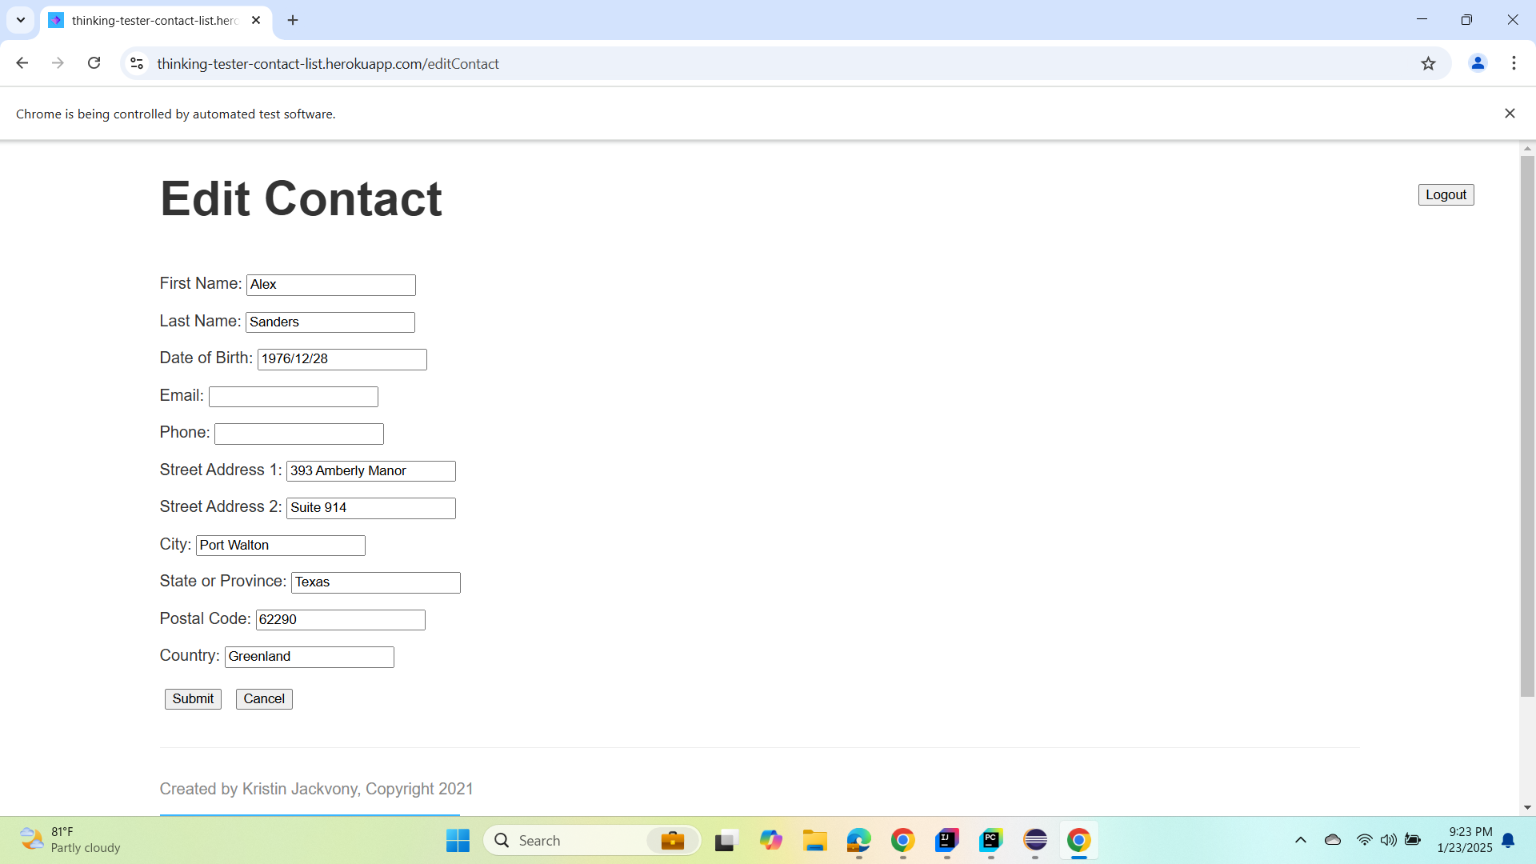 thinking-tester-contact-list.herc
thinking-tester-contact-list.herokuapp.com/editContact
Chrome is being controlled by automated test software.
Edit Contact
Logout
First Name: Alex
Last Name: Sanders
Date of Birth: 1976/12/28
Email:
Phone:
Street Address 1: 393 Amberly Manor
Street Address 2: Suite 914
City: Port Walton
State or Province: Texas
Postal Code: 62290
Country: Greenland
Submit Cancel
Created by Kristin Jackvony, Copyright 2021
81°F
Partly cloudy
Search
IJ
PC
9:23 PM
1/23/2025